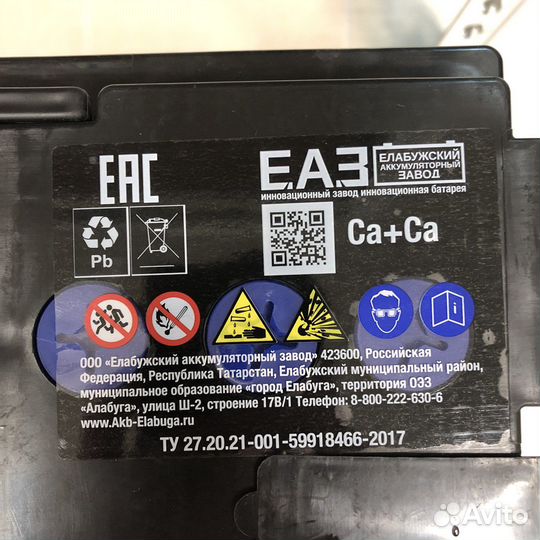 EAC
E.A.З
ЕЛАБУЖСКИЙ
АККУМУЛЯТОРНЫЙ
ЗАВОД
инновационный завод инновационная батарея
Pb
Ca+Ca
ООО «Елабужский аккумуляторный завод» 423600, Российская
Федерация, Республика Татарстан, Елабужский муниципальный район,
муниципальное образование «город Елабуга», территория ОЭЗ
«Алабуга», улица Ш-2, строение 17В/1 Телефон: 8-800-222-630-6
www.Akb-Elabuga.ru
ТУ 27.20.21-001-59918466-2017
Avito